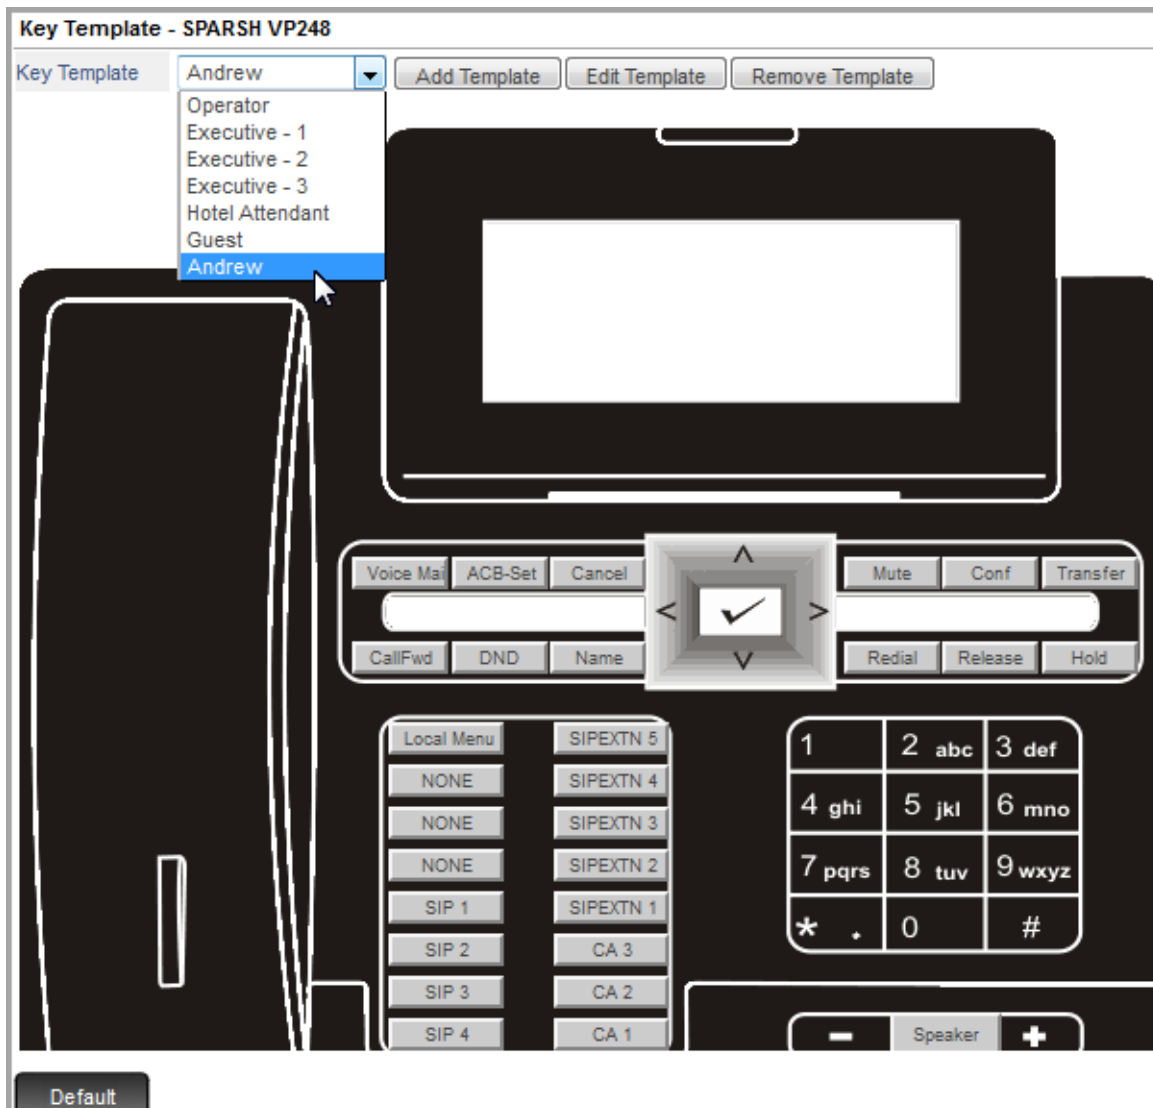 Key Template - SPARSH VP248
Key Template Andrew Add Template Edit Template Remove Template
Operator
Executive - 1
Executive - 2
Executive - 3
Hotel Attendant
Guest
Andrew
Voice Mai ACB-Set Cancel Mute Conf Transfer
CallFwd DND Name Redial Release Hold
Local Menu SIPEXTN 5
NONE SIPEXTN 4
NONE SIPEXTN 3
NONE SIPEXTN 2
SIP 1 SIPEXTN 1
SIP 2 CA 3
SIP 3 CA 2
SIP 4 CA 1
1 2 abc 3 def
4 ghi 5 jkl 6 mno
7 pqrs 8 tuv 9 wxyz
* . 0 #
- Speaker +
Default